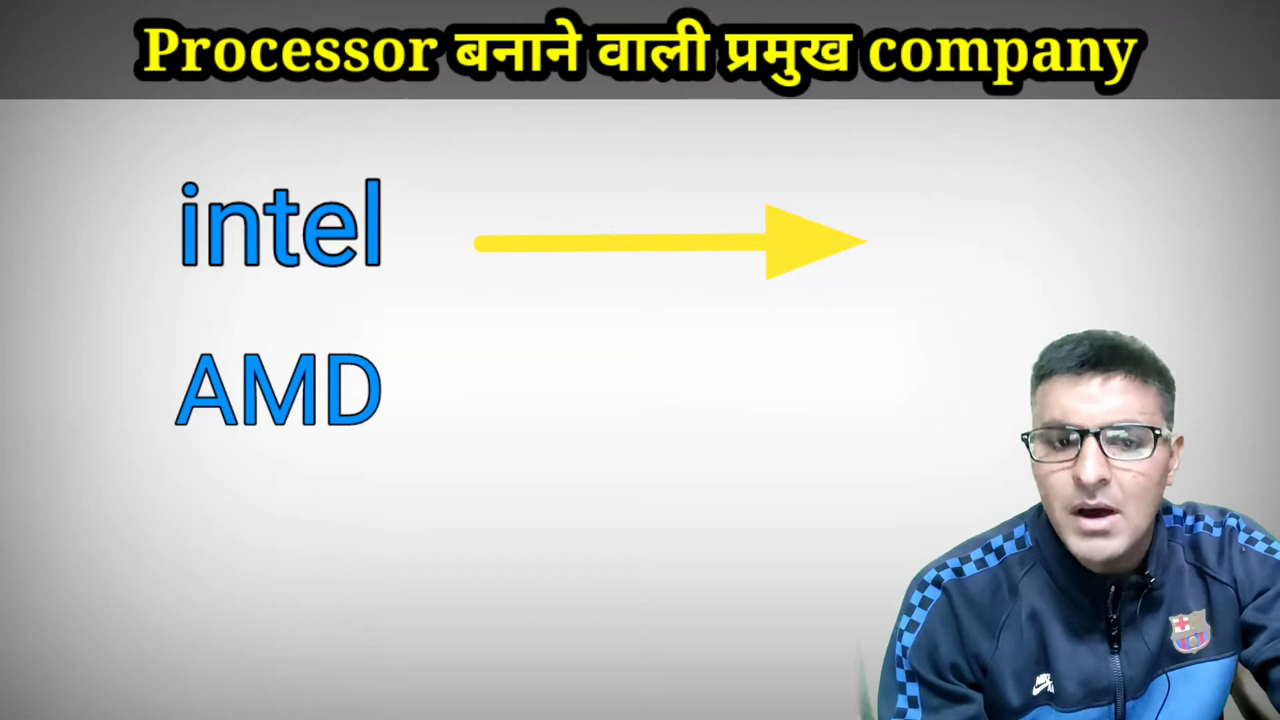 Processor बनाने वाली प्रमुख company
intel
AMD